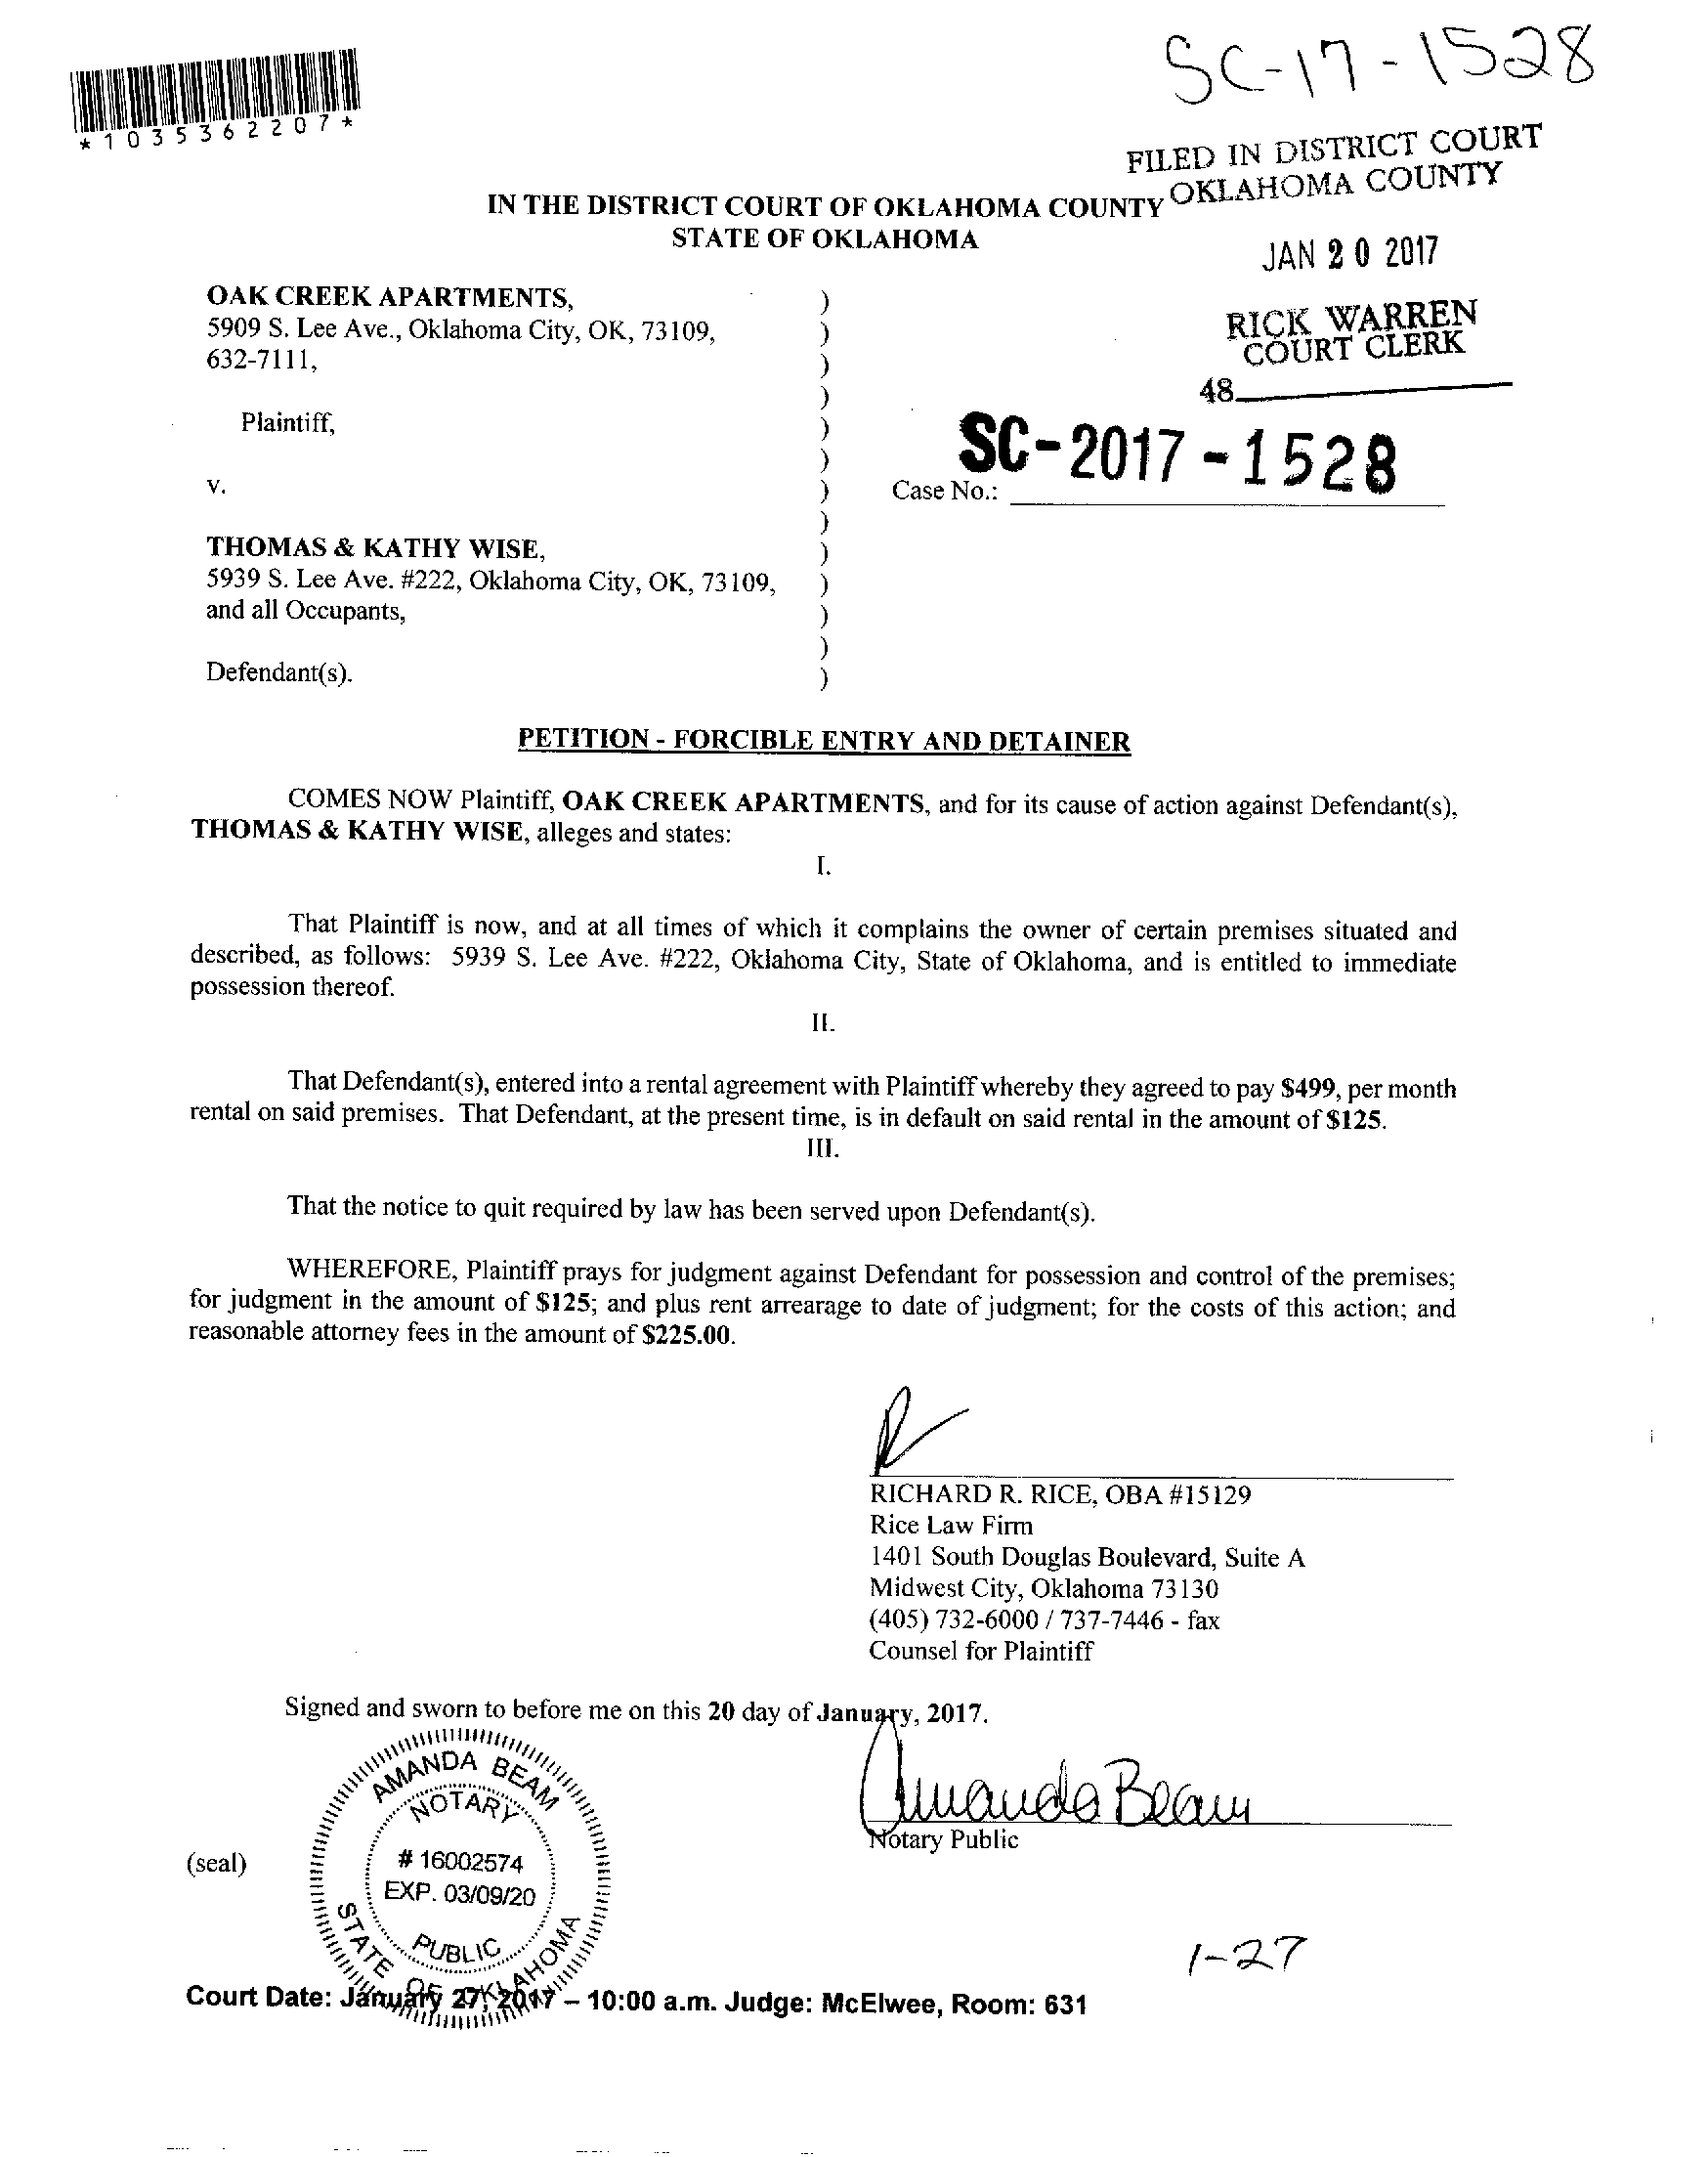 SC-17-1528
*1035362207*
FILED IN DISTRICT COURT
OKLAHOMA COUNTY
IN THE DISTRICT COURT OF OKLAHOMA COUNTY
STATE OF OKLAHOMA
JAN 20 2017
OAK CREEK APARTMENTS, )
5909 S. Lee Ave., Oklahoma City, OK, 73109, )
632-7111, )
)
RICK WARREN
COURT CLERK
48
Plaintiff, )
)
v. )
SC-2017-1528
Case No.:
)
THOMAS & KATHY WISE, )
5939 S. Lee Ave. #222, Oklahoma City, OK, 73109, )
and all Occupants, )
)
Defendant(s). )
PETITION - FORCIBLE ENTRY AND DETAINER
COMES NOW Plaintiff, OAK CREEK APARTMENTS, and for its cause of action against Defendant(s),
THOMAS & KATHY WISE, alleges and states:
I.
That Plaintiff is now, and at all times of which it complains the owner of certain premises situated and
described, as follows: 5939 S. Lee Ave. #222, Oklahoma City, State of Oklahoma, and is entitled to immediate
possession thereof.
II.
That Defendant(s), entered into a rental agreement with Plaintiff whereby they agreed to pay $499, per month
rental on said premises. That Defendant, at the present time, is in default on said rental in the amount of $125.
III.
That the notice to quit required by law has been served upon Defendant(s).
WHEREFORE, Plaintiff prays for judgment against Defendant for possession and control of the premises;
for judgment in the amount of $125; and plus rent arrearage to date of judgment; for the costs of this action; and
reasonable attorney fees in the amount of $225.00.
RICHARD R. RICE, OBA #15129
Rice Law Firm
1401 South Douglas Boulevard, Suite A
Midwest City, Oklahoma 73130
(405) 732-6000 / 737-7446 - fax
Counsel for Plaintiff
Signed and sworn to before me on this 20 day of January, 2017.
Amanda Beam
Notary Public
(seal)
AMANDA BEAM
NOTARY
# 16002574
EXP. 03/09/20
PUBLIC
STATE OF OKLAHOMA
1-27
Court Date: January 27, 2017 – 10:00 a.m. Judge: McElwee, Room: 631